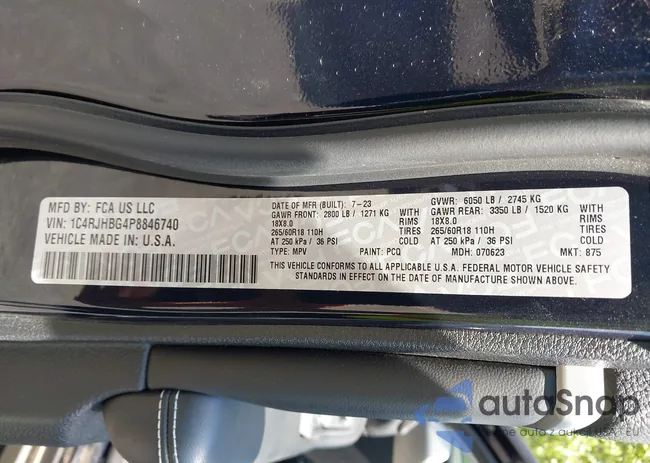 MFD BY: FCA US LLC
VIN: 1C4RJHBG4P8846740
VEHICLE MADE IN U.S.A.
DATE OF MFR (BUILT): 7-23
GAWR FRONT: 2800 LB / 1271 KG WITH
18X8.0 RIMS
265/60R18 110H TIRES
AT 250 kPa / 36 PSI COLD
GVWR: 6050 LB / 2745 KG
GAWR REAR: 3350 LB / 1520 KG WITH
18X8.0 RIMS
265/60R18 110H TIRES
AT 250 kPa / 36 PSI COLD
TYPE: MPV PAINT: PCQ MDH: 070623 MKT: 875
THIS VEHICLE CONFORMS TO ALL APPLICABLE U.S.A. FEDERAL MOTOR VEHICLE SAFETY
STANDARDS IN EFFECT ON THE DATE OF MANUFACTURE SHOWN ABOVE.
autoSnap